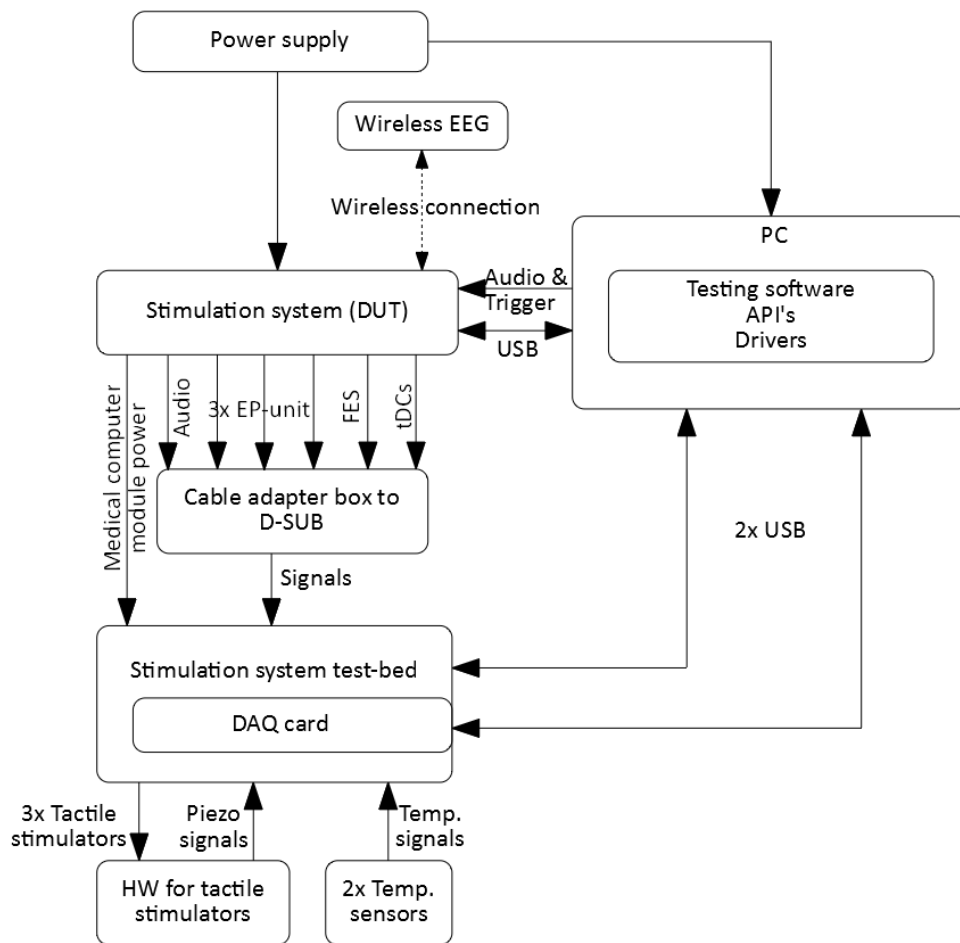 Power supply
Wireless EEG
Wireless connection
PC
Testing software
API's
Drivers
Stimulation system (DUT)
Audio &
Trigger
USB
Medical computer
module power
Audio
3x EP-unit
FES
tDCs
Cable adapter box to
D-SUB
2x USB
Signals
Stimulation system test-bed
DAQ card
3x Tactile
stimulators
Piezo
signals
Temp.
signals
HW for tactile
stimulators
2x Temp.
sensors